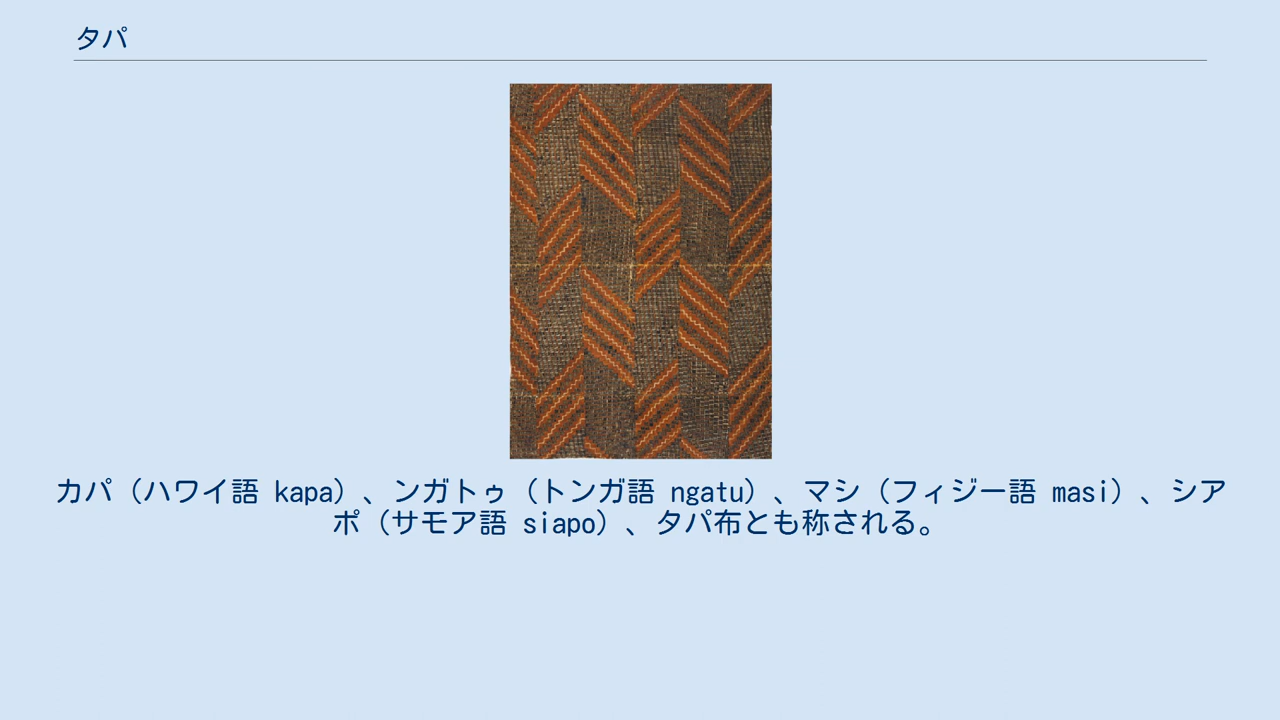 タパ
カパ（ハワイ語 kapa）、ンガトゥ（トンガ語 ngatu）、マシ（フィジー語 masi）、シア
ポ（サモア語 siapo）、タパ布とも称される。